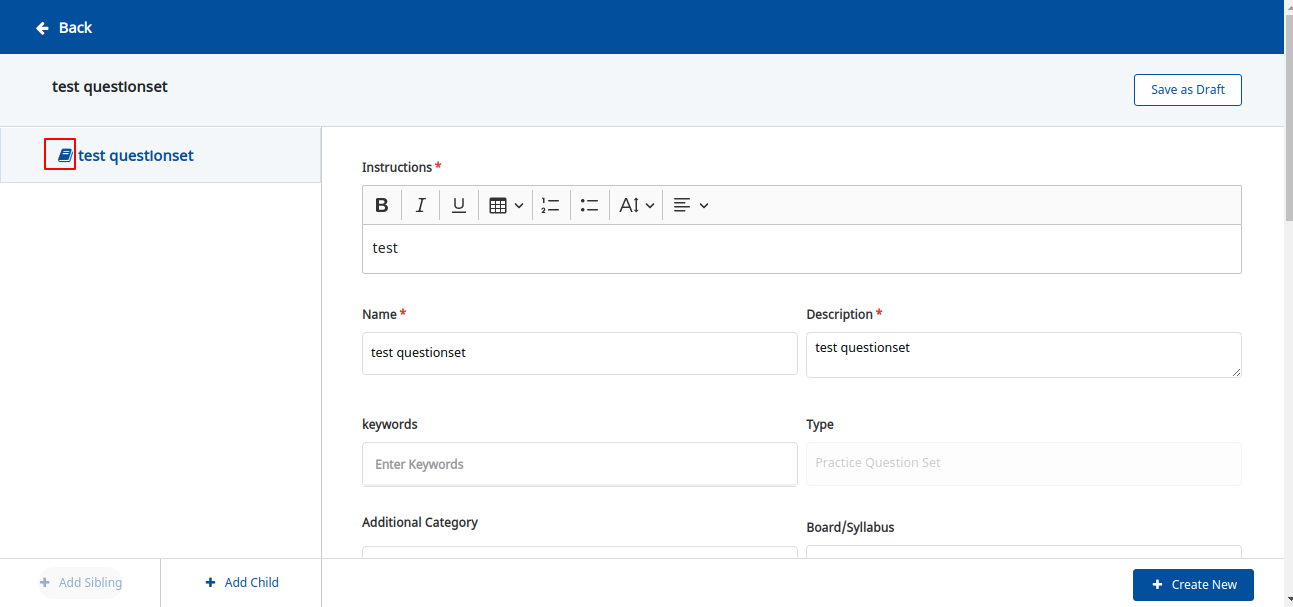 Back
test questionset
Save as Draft
test questionset
Instructions *
B I U A
test
Name *
Description *
test questionset
test questionset
keywords
Type
Enter Keywords
Practice Question Set
Additional Category
Board/Syllabus
+ Add Sibling
+ Add Child
+ Create New